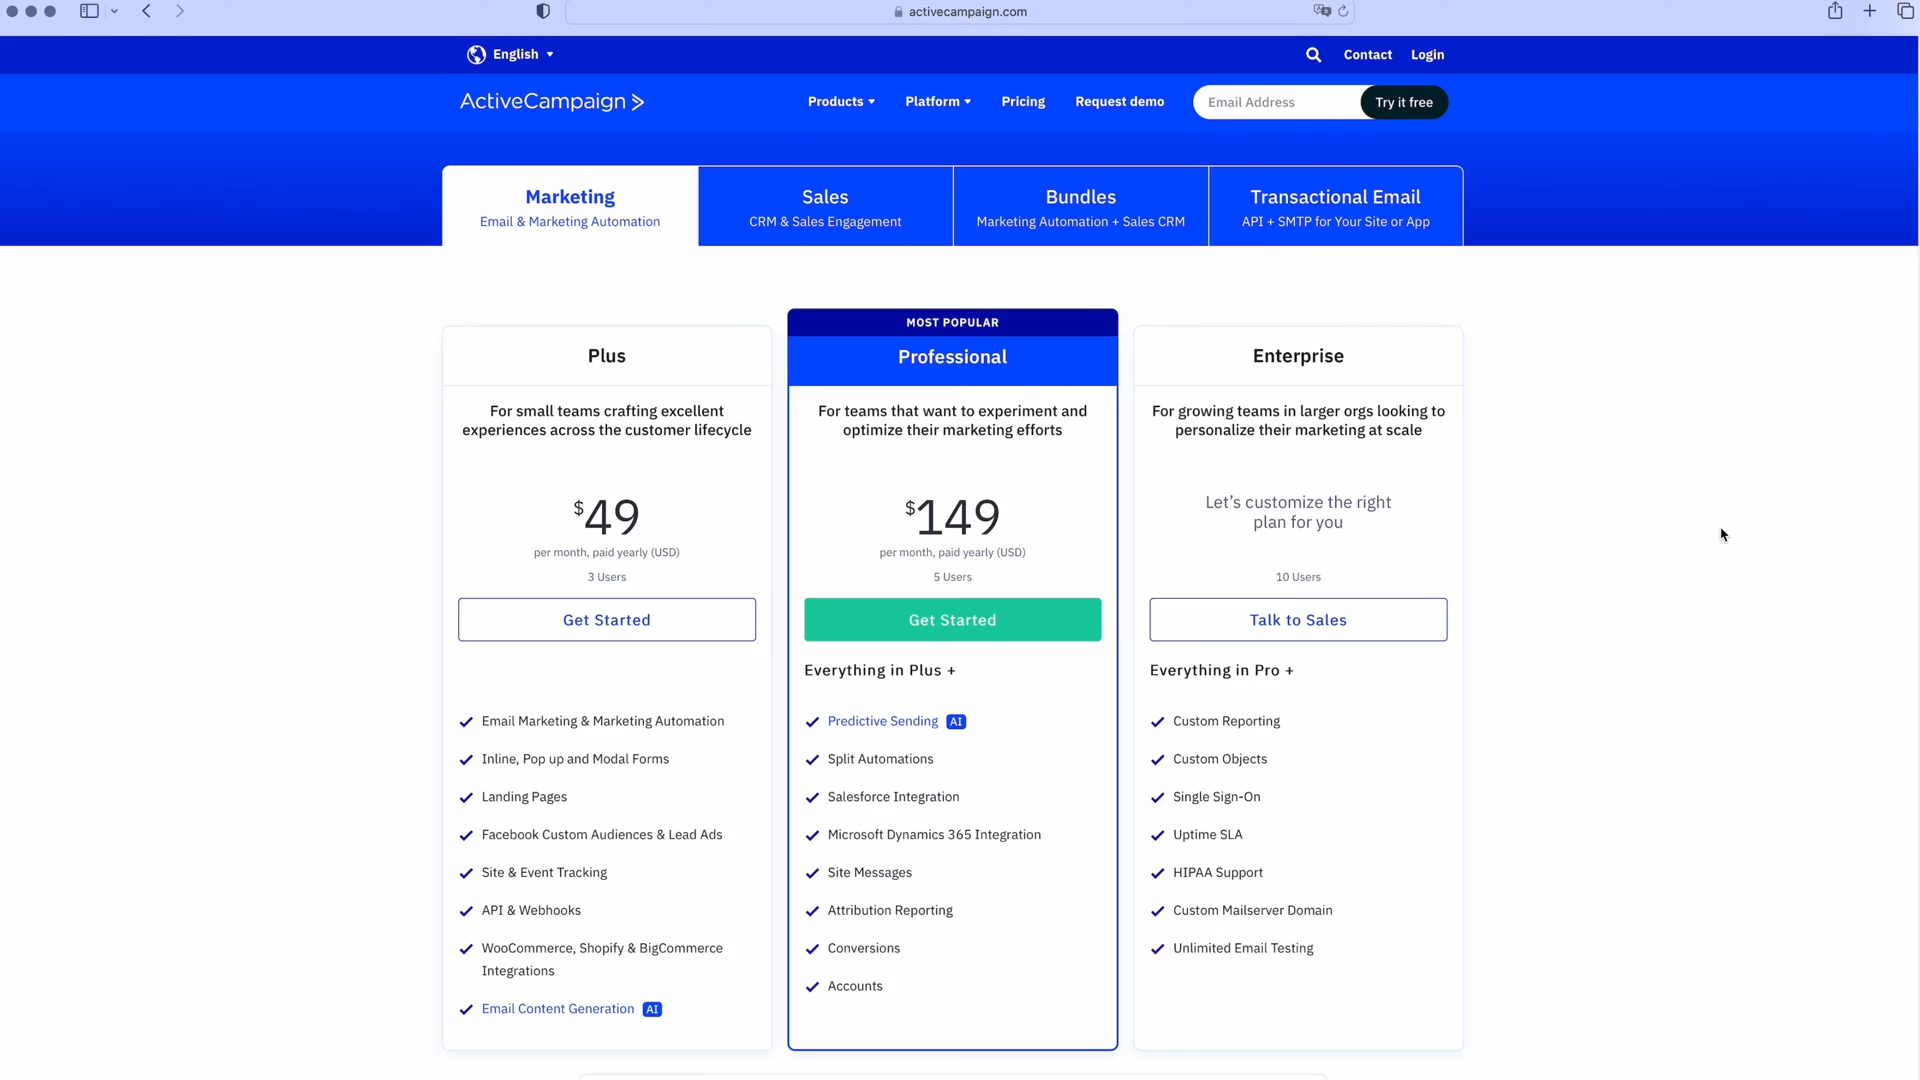 activecampaign.com
English
Contact Login
ActiveCampaign >
Products Platform Pricing Request demo Email Address Try it free
Marketing
Email & Marketing Automation
Sales
CRM & Sales Engagement
Bundles
Marketing Automation + Sales CRM
Transactional Email
API + SMTP for Your Site or App
Plus
For small teams crafting excellent
experiences across the customer lifecycle
$49
per month, paid yearly (USD)
3 Users
Get Started
Email Marketing & Marketing Automation
Inline, Pop up and Modal Forms
Landing Pages
Facebook Custom Audiences & Lead Ads
Site & Event Tracking
API & Webhooks
WooCommerce, Shopify & BigCommerce
Integrations
Email Content Generation AI
MOST POPULAR
Professional
For teams that want to experiment and
optimize their marketing efforts
$149
per month, paid yearly (USD)
5 Users
Get Started
Everything in Plus +
Predictive Sending AI
Split Automations
Salesforce Integration
Microsoft Dynamics 365 Integration
Site Messages
Attribution Reporting
Conversions
Accounts
Enterprise
For growing teams in larger orgs looking to
personalize their marketing at scale
Let’s customize the right
plan for you
10 Users
Talk to Sales
Everything in Pro +
Custom Reporting
Custom Objects
Single Sign-On
Uptime SLA
HIPAA Support
Custom Mailserver Domain
Unlimited Email Testing